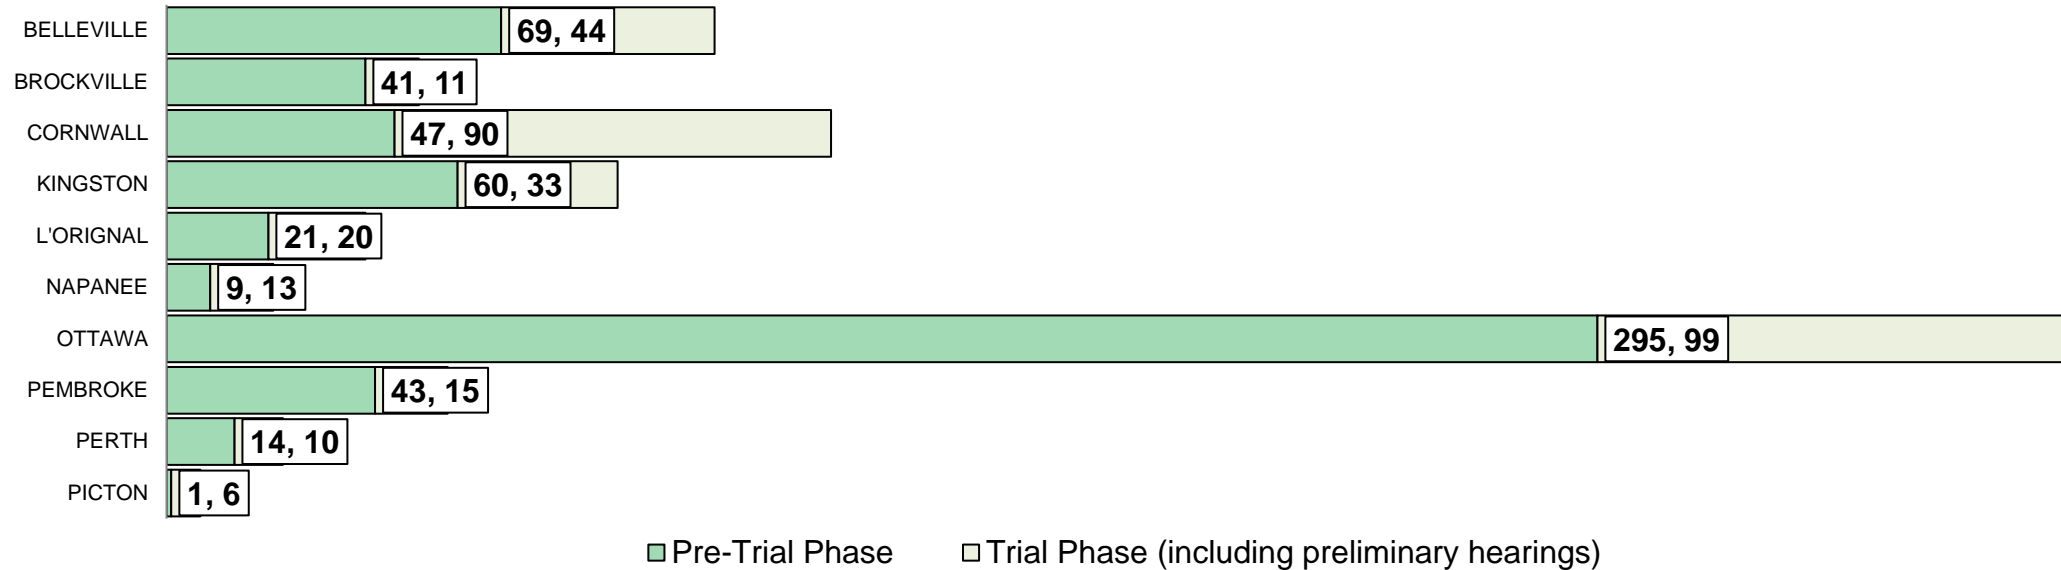 BELLEVILLE 69, 44
BROCKVILLE 41, 11
CORNWALL 47, 90
KINGSTON 60, 33
L'ORIGNAL 21, 20
NAPANEE 9, 13
OTTAWA 295, 99
PEMBROKE 43, 15
PERTH 14, 10
PICTON 1, 6
Pre-Trial Phase Trial Phase (including preliminary hearings)